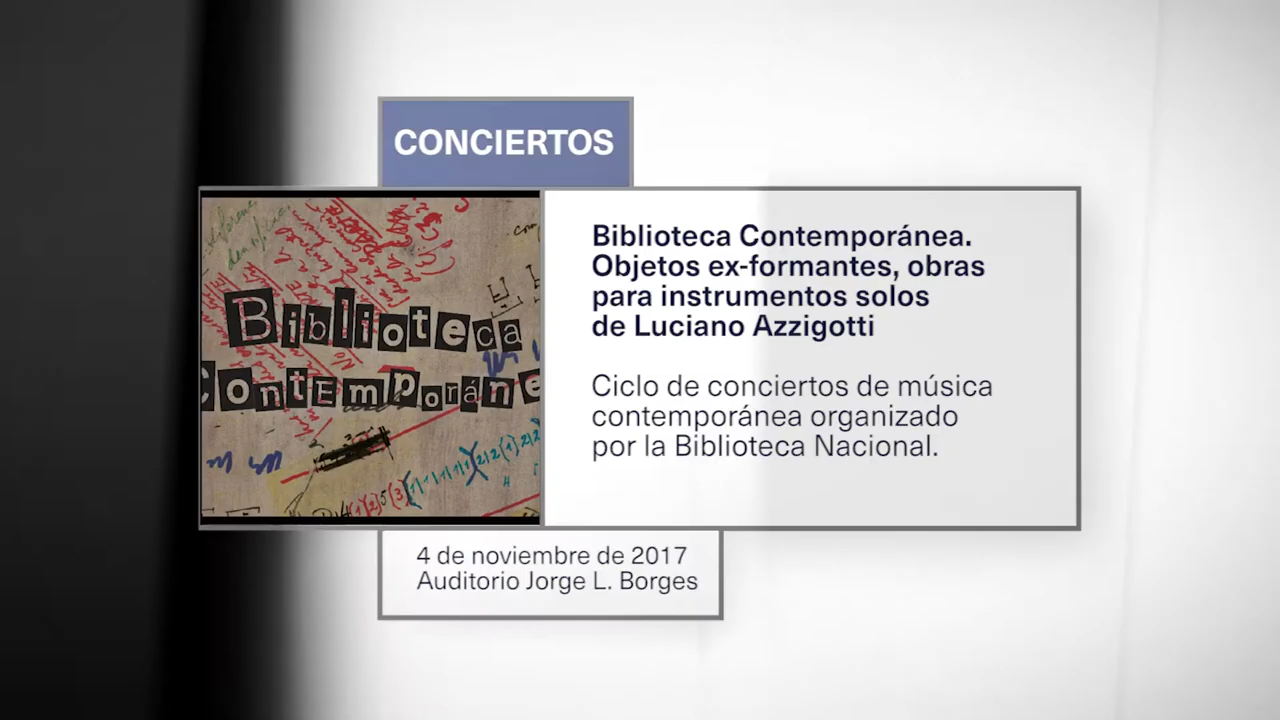 CONCIERTOS
Biblioteca
Contemporáne
Biblioteca Contemporánea.
Objetos ex-formantes, obras
para instrumentos solos
de Luciano Azzigotti
Ciclo de conciertos de música
contemporánea organizado
por la Biblioteca Nacional.
4 de noviembre de 2017
Auditorio Jorge L. Borges